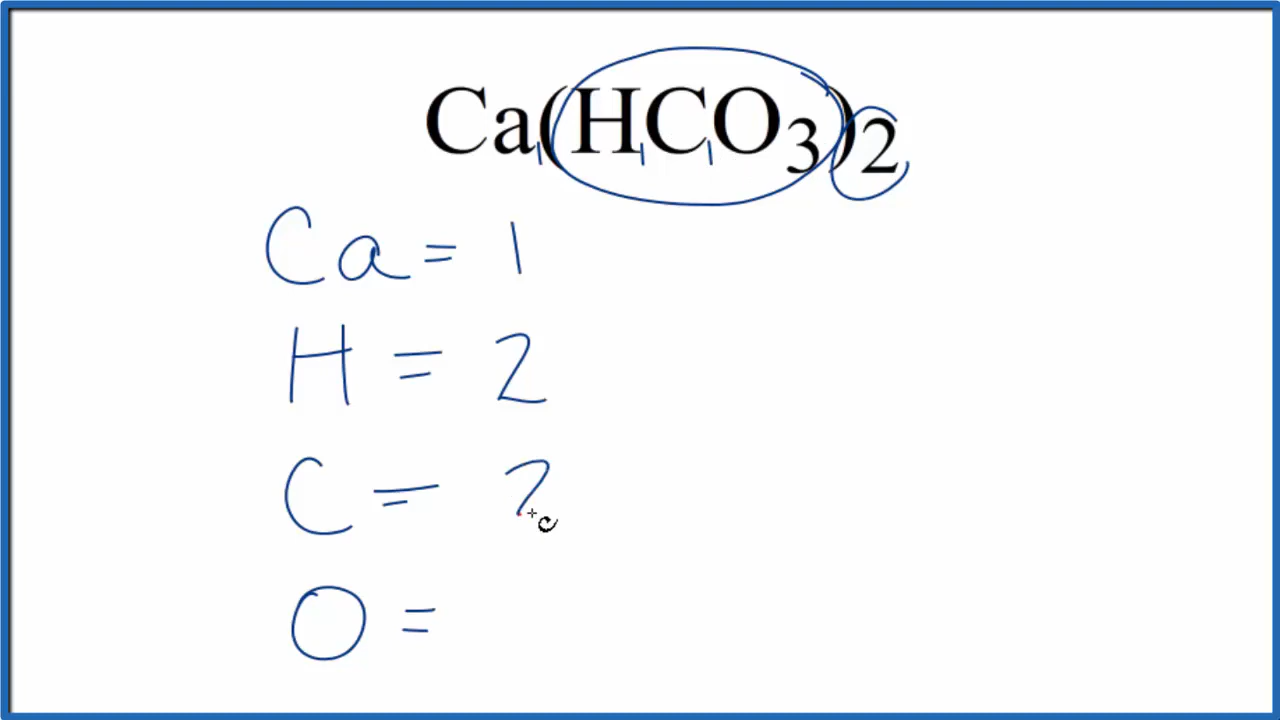 Ca(HCO₃)₂
Ca = 1
H = 2
C = 2
O =